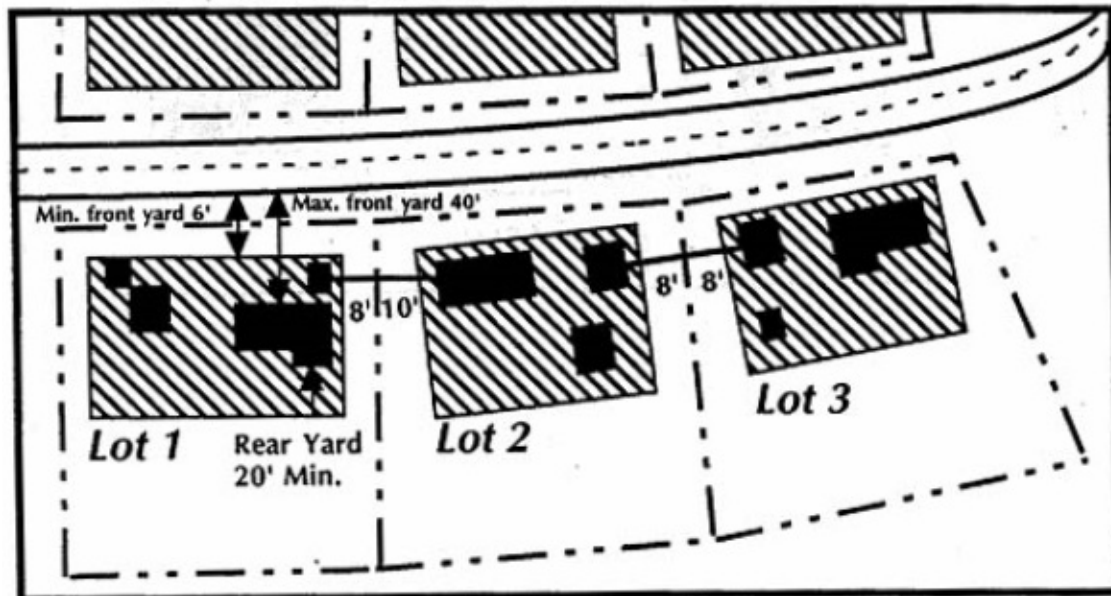 Min. front yard 6'
Max. front yard 40'
8'
10'
8'
8'
Lot 1
Lot 2
Lot 3
Rear Yard
20' Min.